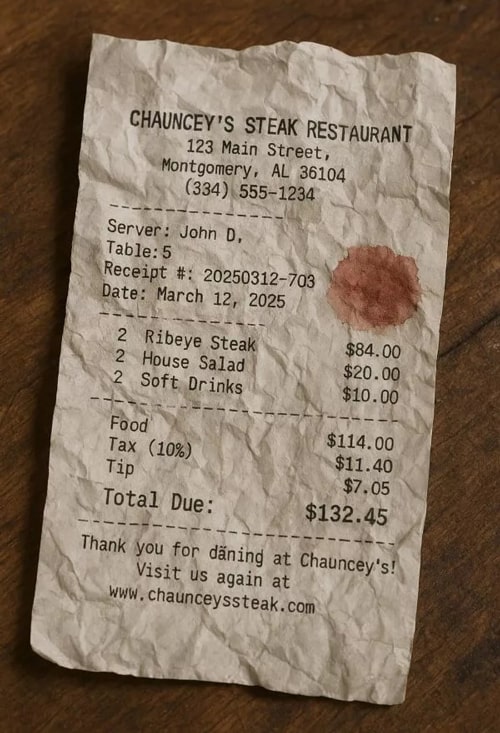 CHAUNCEY'S STEAK RESTAURANT
123 Main Street,
Montgomery, AL 36104
(334) 555-1234
Server: John D,
Table:5
Receipt #: 20250312-703
Date: March 12, 2025
2 Ribeye Steak $84.00
2 House Salad $20.00
2 Soft Drinks $10.00
Food $114.00
Tax (10%) $11.40
Tip $7.05
Total Due: $132.45
Thank you for däning at Chauncey's!
Visit us again at
www.chaunceyssteak.com